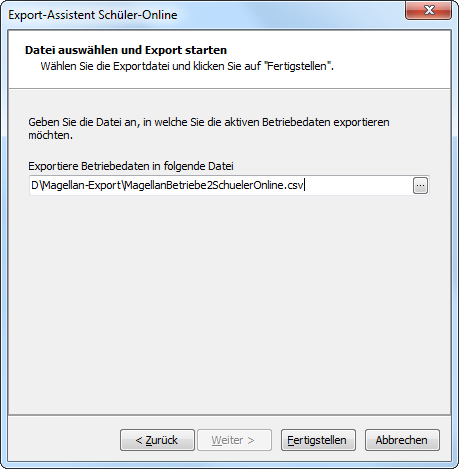 Export-Assistent Schüler-Online
Datei auswählen und Export starten
Wählen Sie die Exportdatei und klicken Sie auf "Fertigstellen".
Geben Sie die Datei an, in welche Sie die aktiven Betriebedaten exportieren
möchten.
Exportiere Betriebedaten in folgende Datei
D\Magellan-Export\MagellanBetriebe2SchuelerOnline.csv
...
< Zurück Weiter > Fertigstellen Abbrechen